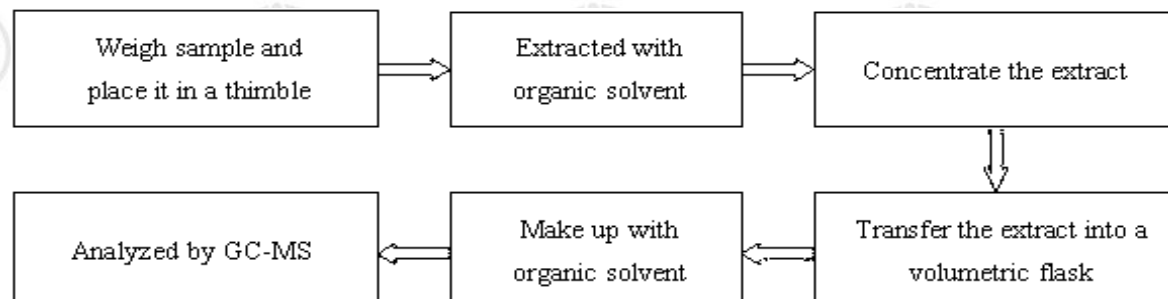 Weigh sample and
place it in a thimble
Extracted with
organic solvent
Concentrate the extract
Transfer the extract into a
volumetric flask
Make up with
organic solvent
Analyzed by GC-MS